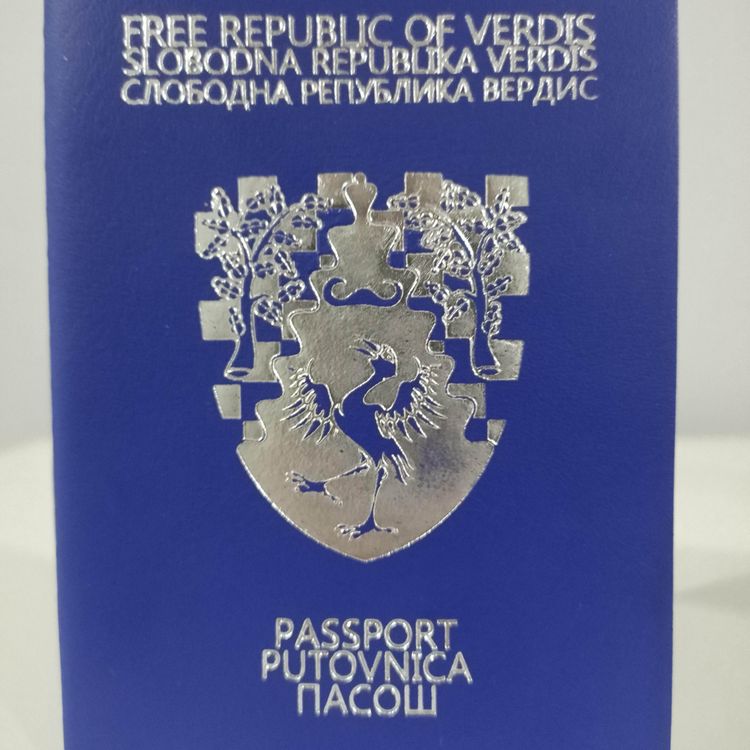 FREE REPUBLIC OF VERDIS
SLOBODNA REPUBLIKA VERDIS
СЛОБОДНА РЕПУБЛИКА ВЕРДИС
PASSPORT
PUTOVNICA
ПАСОШ